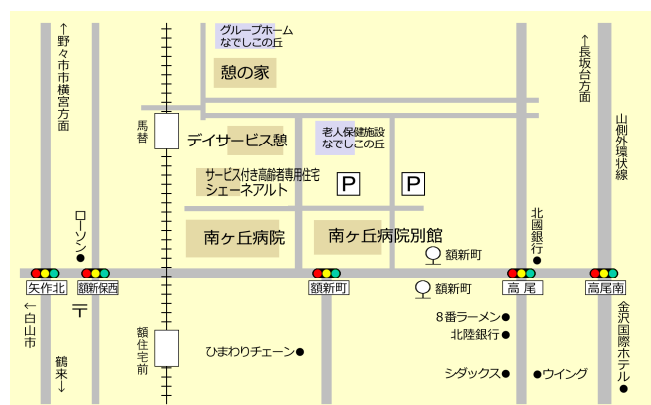 グループホーム
なでしこの丘
↑野々市市横宮方面
憩の家
↑長坂台方面
馬替
デイサービス憩
老人保健施設
なでしこの丘
山側外環状線
サービス付き高齢者専用住宅
シェーネアルト
P
P
ローソン
北國銀行
南ヶ丘病院
南ヶ丘病院別館
額新町
矢作北
額新保西
額新町
額新町
高尾
高尾南
←白山市
〒
鶴来→
額住宅前
ひまわりチェーン
8番ラーメン
北陸銀行
シダックス
ウイング
金沢国際ホテル